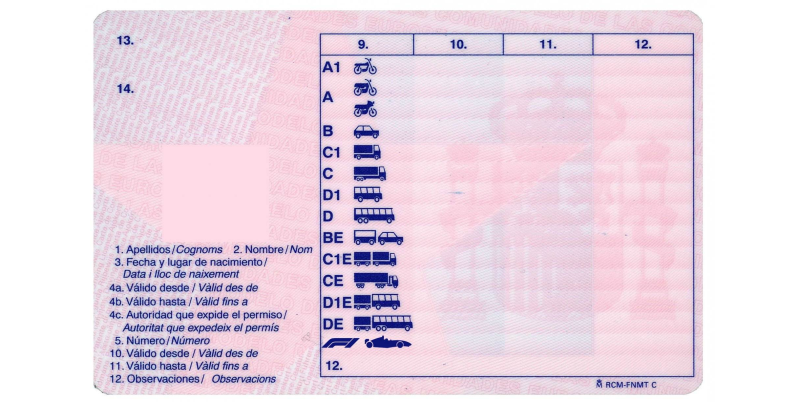 13.
14.
9. 10. 11. 12.
A1
A
B
C1
C
D1
D
BE
C1E
CE
D1E
DE
F1
12.
1. Apellidos/Cognoms 2. Nombre/Nom
3. Fecha y lugar de nacimiento/
Data i lloc de naixement
4a. Válido desde/ Vàlid des de
4b. Válido hasta/ Vàlid fins a
4c. Autoridad que expide el permiso/
Autoritat que expedeix el permís
5. Número/Número
10. Válido desde/ Vàlid des de
11. Válido hasta/ Vàlid fins a
12. Observaciones/ Observacions
RCM-FNMT C